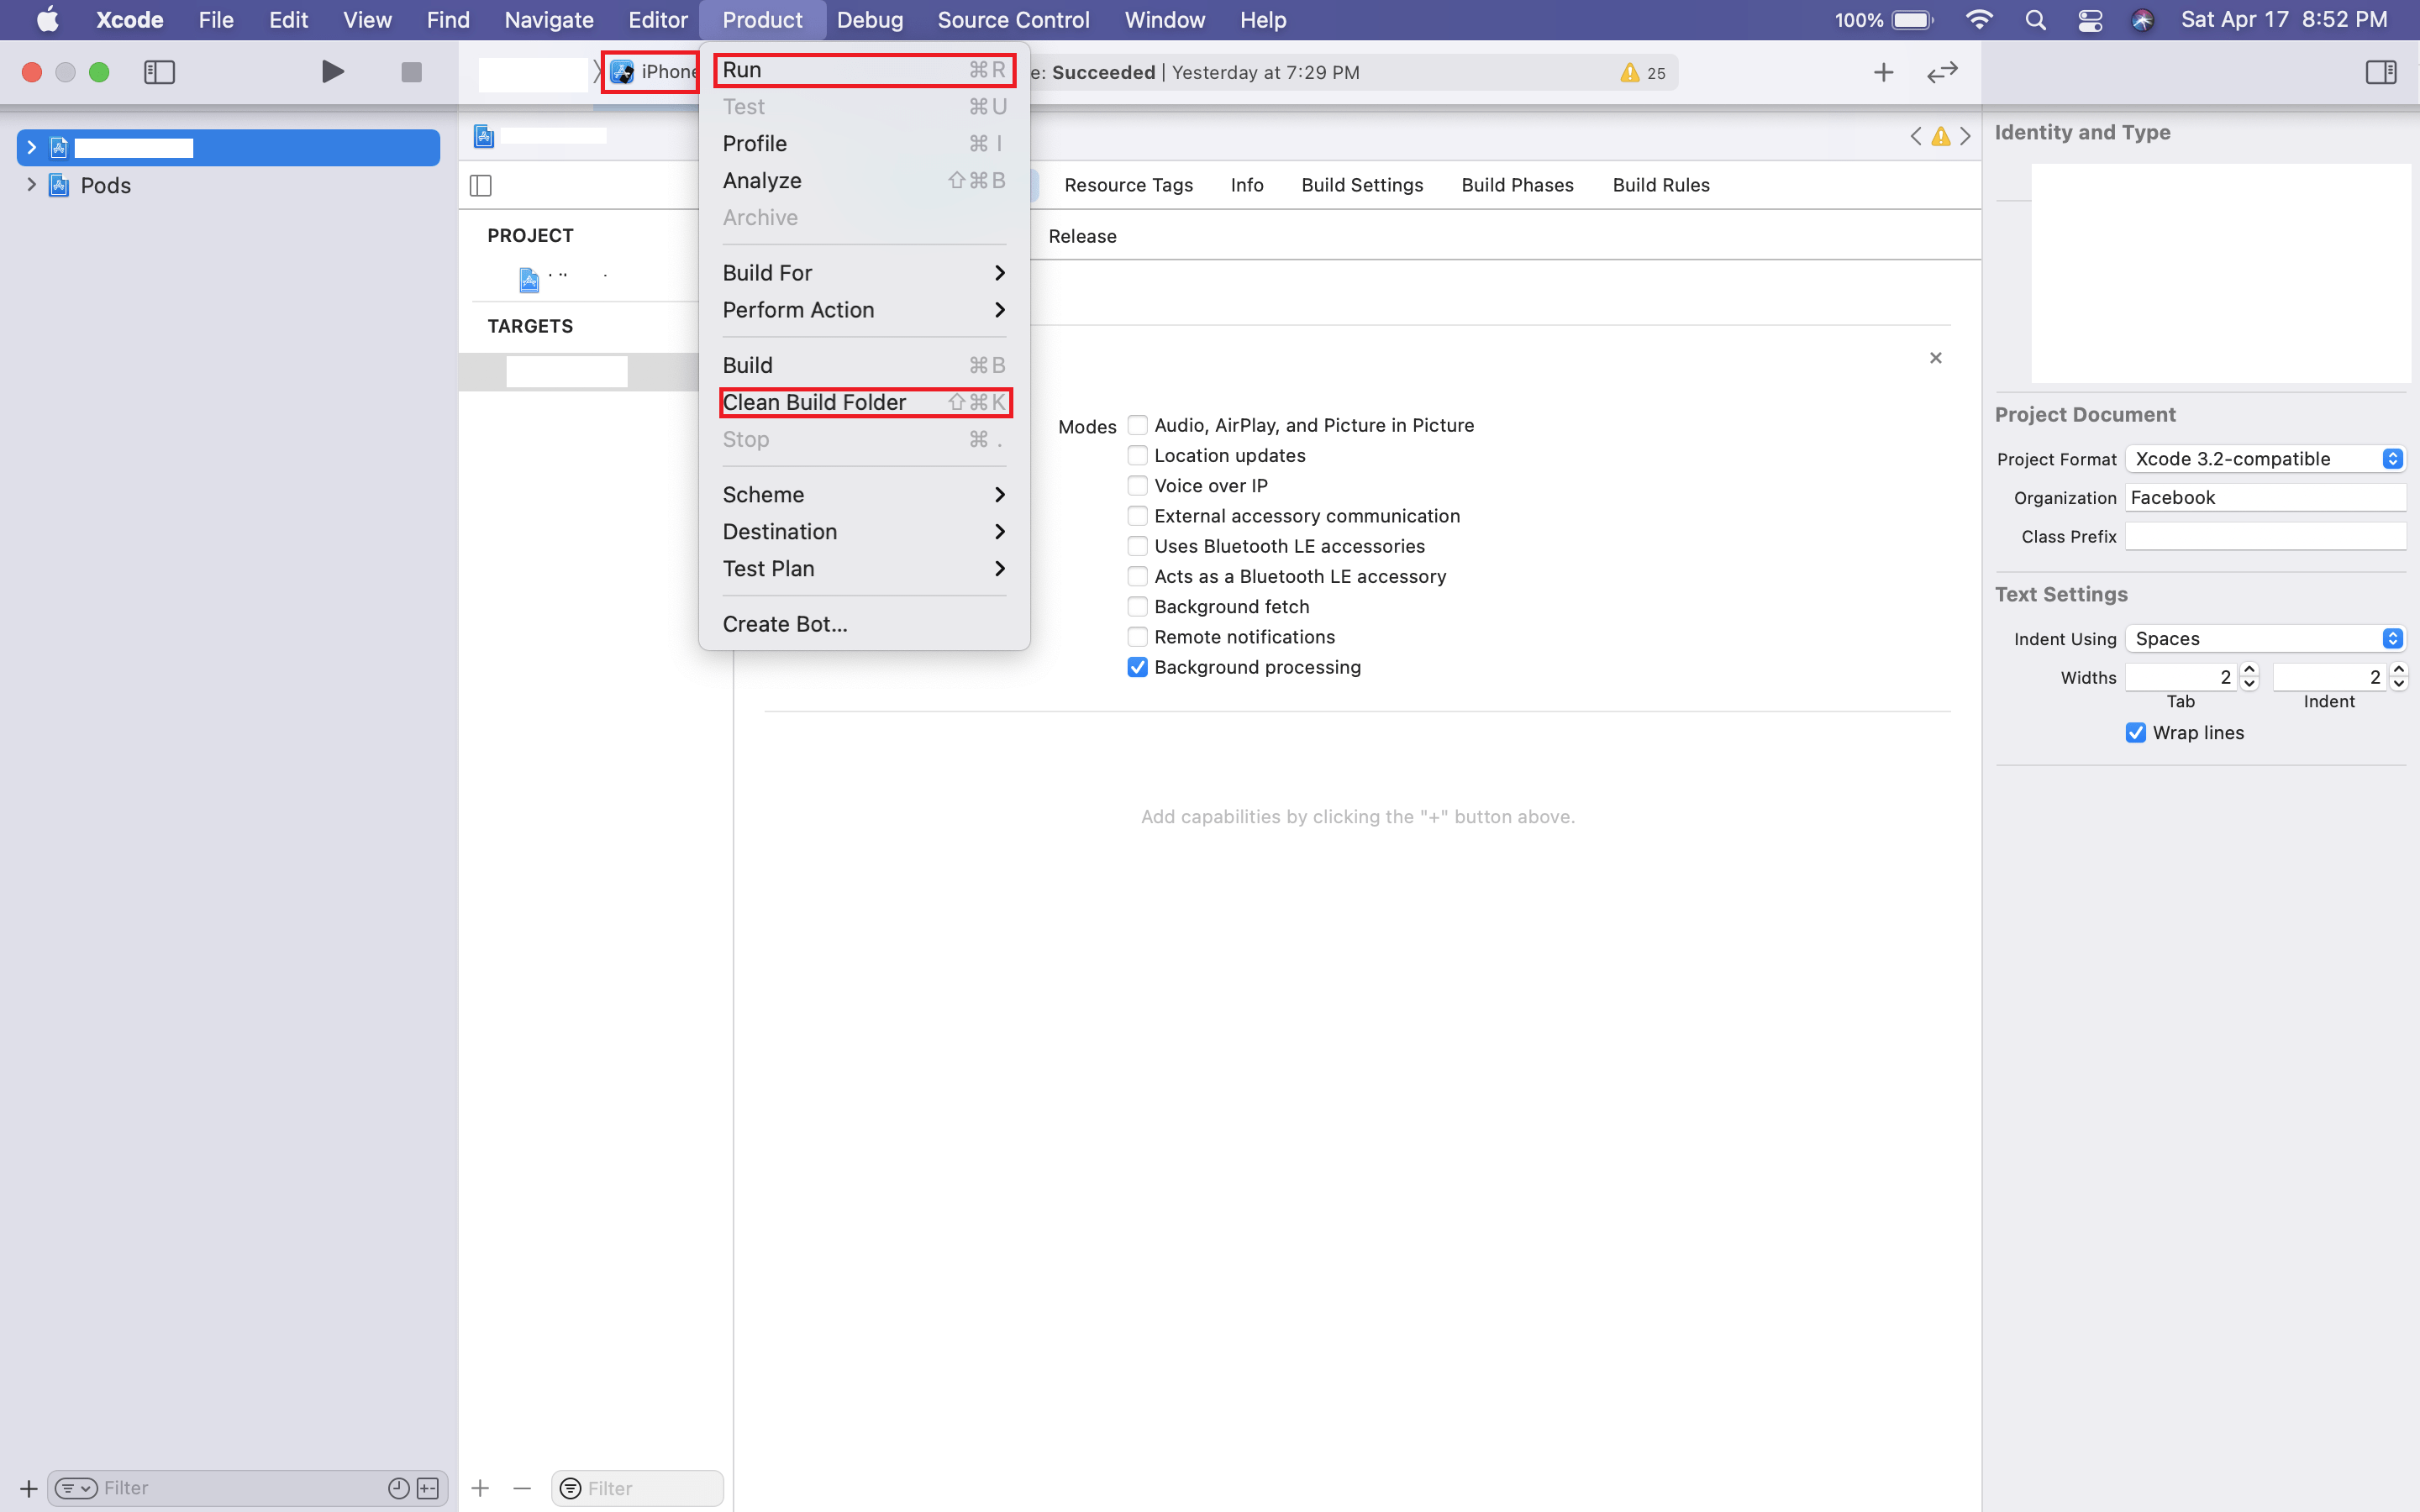 Xcode File Edit View Find Navigate Editor Product Debug Source Control Window Help 100% Sat Apr 17 8:52 PM
iPhone
e: Succeeded | Yesterday at 7:29 PM 25
Run ⌘R
Test ⌘U
Profile ⌘I
Analyze ⇧⌘B
Archive
Build For
Perform Action
Build ⌘B
Clean Build Folder ⇧⌘K
Stop ⌘.
Scheme
Destination
Test Plan
Create Bot...
Pods
Filter
PROJECT
TARGETS
Filter
Resource Tags Info Build Settings Build Phases Build Rules
Release
Modes
Audio, AirPlay, and Picture in Picture
Location updates
Voice over IP
External accessory communication
Uses Bluetooth LE accessories
Acts as a Bluetooth LE accessory
Background fetch
Remote notifications
Background processing
Add capabilities by clicking the "+" button above.
Identity and Type
Project Document
Project Format Xcode 3.2-compatible
Organization Facebook
Class Prefix
Text Settings
Indent Using Spaces
Widths 2 2
Tab Indent
Wrap lines